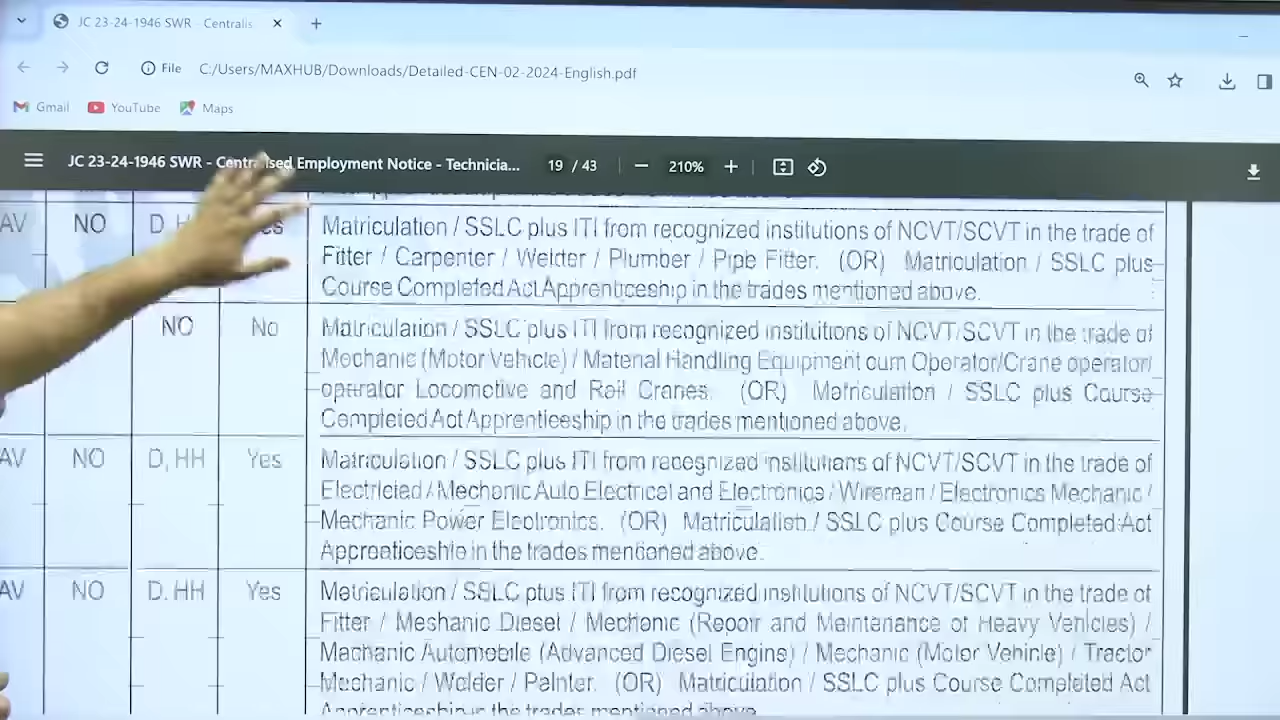 JC 23-24-1946 SWR - Centralis
File C:/Users/MAXHUB/Downloads/Detailed-CEN-02-2024-English.pdf
Gmail YouTube Maps
JC 23-24-1946 SWR - Centralised Employment Notice - Technicia... 19 / 43 210%
AV NO D, Matriculation / SSLC plus ITI from recognized institutions of NCVT/SCVT in the trade of
Fitter / Carpenter / Welder / Plumber / Pipe Fitter. (OR) Matriculation / SSLC plus
Course Completed Act Apprenticeship in the trades mentioned above.
NO No Matriculation / SSLC plus ITI from recognized institutions of NCVT/SCVT in the trade of
Mechanic (Motor Vehicle) / Material Handling Equipment cum Operator/Crane operator/
operator Locomotive and Rail Cranes. (OR) Matriculation / SSLC plus Course
Completed Act Apprenticeship in the trades mentioned above.
AV NO D, HH Yes Matriculation / SSLC plus ITI from recognized institutions of NCVT/SCVT in the trade of
Electrician / Mechanic Auto Electrical and Electronics / Wireman / Electronics Mechanic /
Mechanic Power Electronics. (OR) Matriculation / SSLC plus Course Completed Act
Apprenticeship in the trades mentioned above.
AV NO D, HH Yes Matriculation / SSLC plus ITI from recognized institutions of NCVT/SCVT in the trade of
Fitter / Mechanic Diesel / Mechanic (Repair and Maintenance of Heavy Vehicles) /
Mechanic Automobile (Advanced Diesel Engine) / Mechanic (Motor Vehicle) / Tractor
Mechanic / Welder / Painter. (OR) Matriculation / SSLC plus Course Completed Act
Apprenticeship in the trades mentioned above.